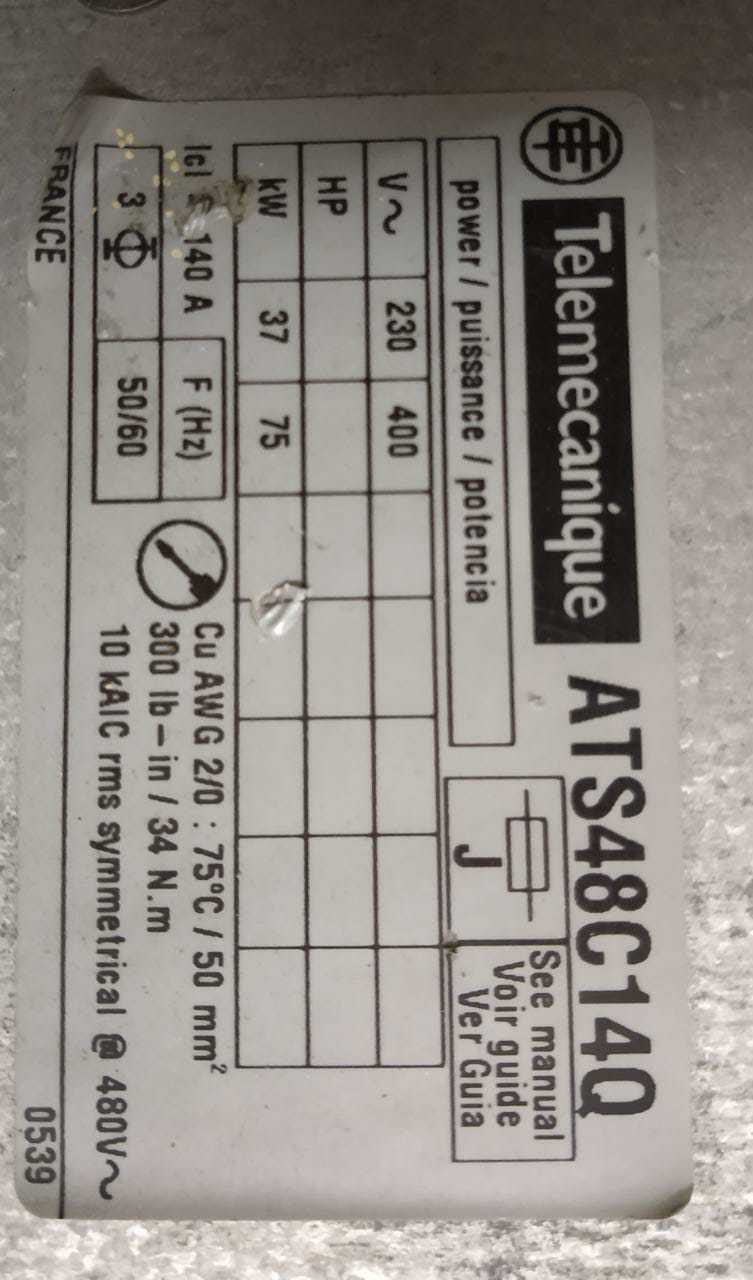 Telemecanique ATS48C14Q
power / puissance / potencia
J
See manual
Voir guide
Ver Guia
V~ 230 400
HP
kW 37 75
Icl = 140 A F (Hz)
3 Φ 50/60
Cu AWG 2/0 : 75°C / 50 mm²
300 lb-in / 34 N.m
10 kAIC rms symmetrical @ 480V~
FRANCE 0539